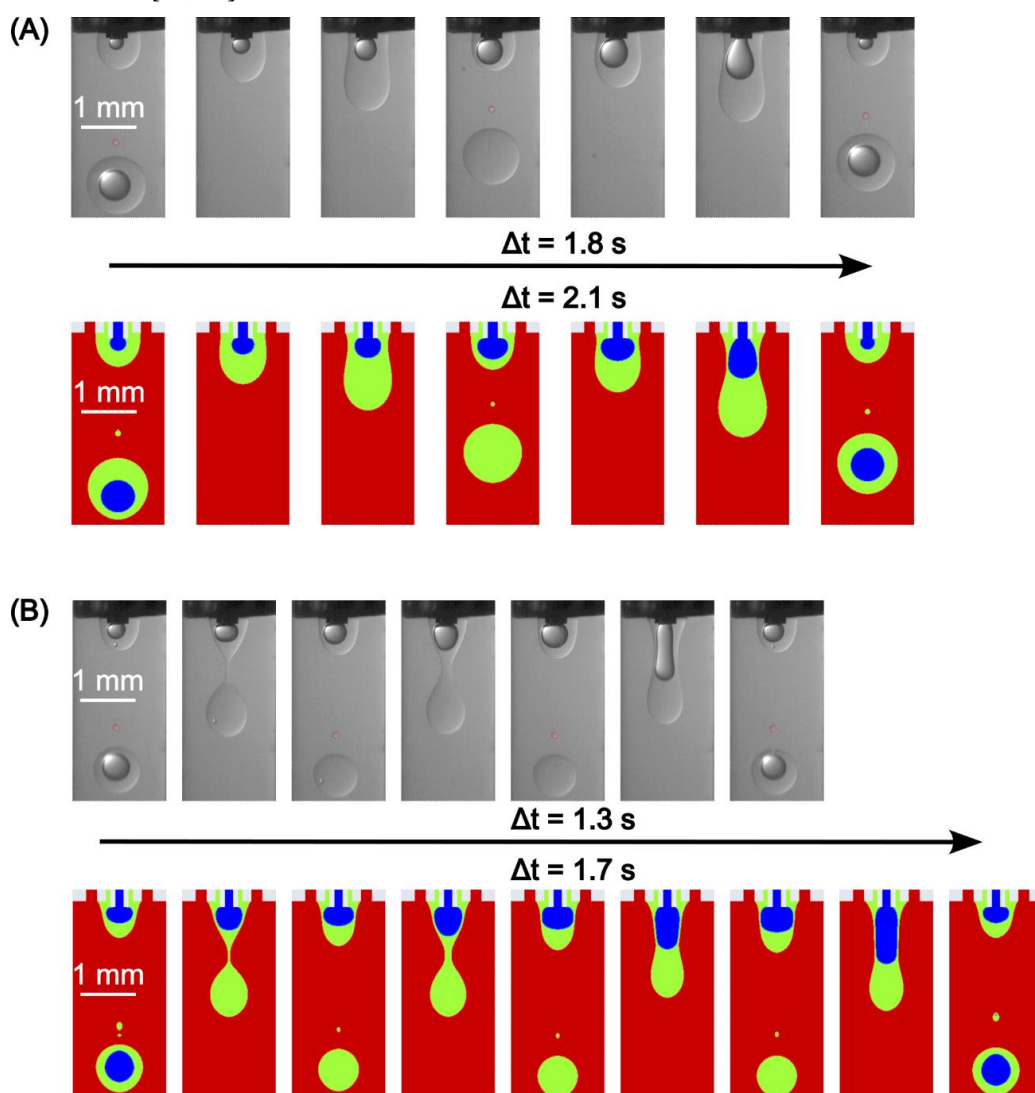 (A)
1 mm
Δt = 1.8 s
Δt = 2.1 s
1 mm
(B)
1 mm
Δt = 1.3 s
Δt = 1.7 s
1 mm